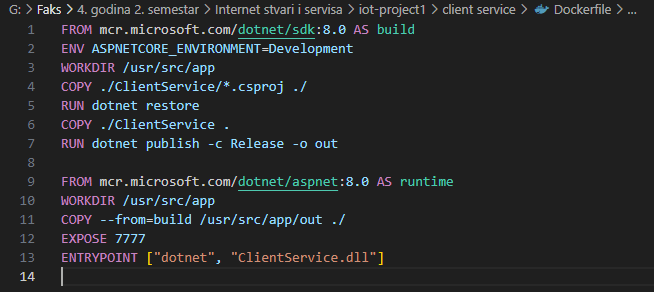 G: > Faks > 4. godina 2. semestar > Internet stvari i servisa > iot-project1 > client service > Dockerfile > ...
1 FROM mcr.microsoft.com/dotnet/sdk:8.0 AS build
2 ENV ASPNETCORE_ENVIRONMENT=Development
3 WORKDIR /usr/src/app
4 COPY ./ClientService/*.csproj ./
5 RUN dotnet restore
6 COPY ./ClientService .
7 RUN dotnet publish -c Release -o out
8
9 FROM mcr.microsoft.com/dotnet/aspnet:8.0 AS runtime
10 WORKDIR /usr/src/app
11 COPY --from=build /usr/src/app/out ./
12 EXPOSE 7777
13 ENTRYPOINT ["dotnet", "ClientService.dll"]
14